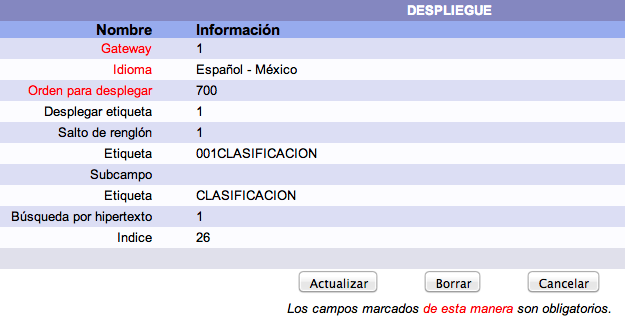 DESPLIEGUE
Nombre Información
Gateway 1
Idioma Español - México
Orden para desplegar 700
Desplegar etiqueta 1
Salto de renglón 1
Etiqueta 001CLASIFICACION
Subcampo
Etiqueta CLASIFICACION
Búsqueda por hipertexto 1
Indice 26
Actualizar Borrar Cancelar
Los campos marcados de esta manera son obligatorios.